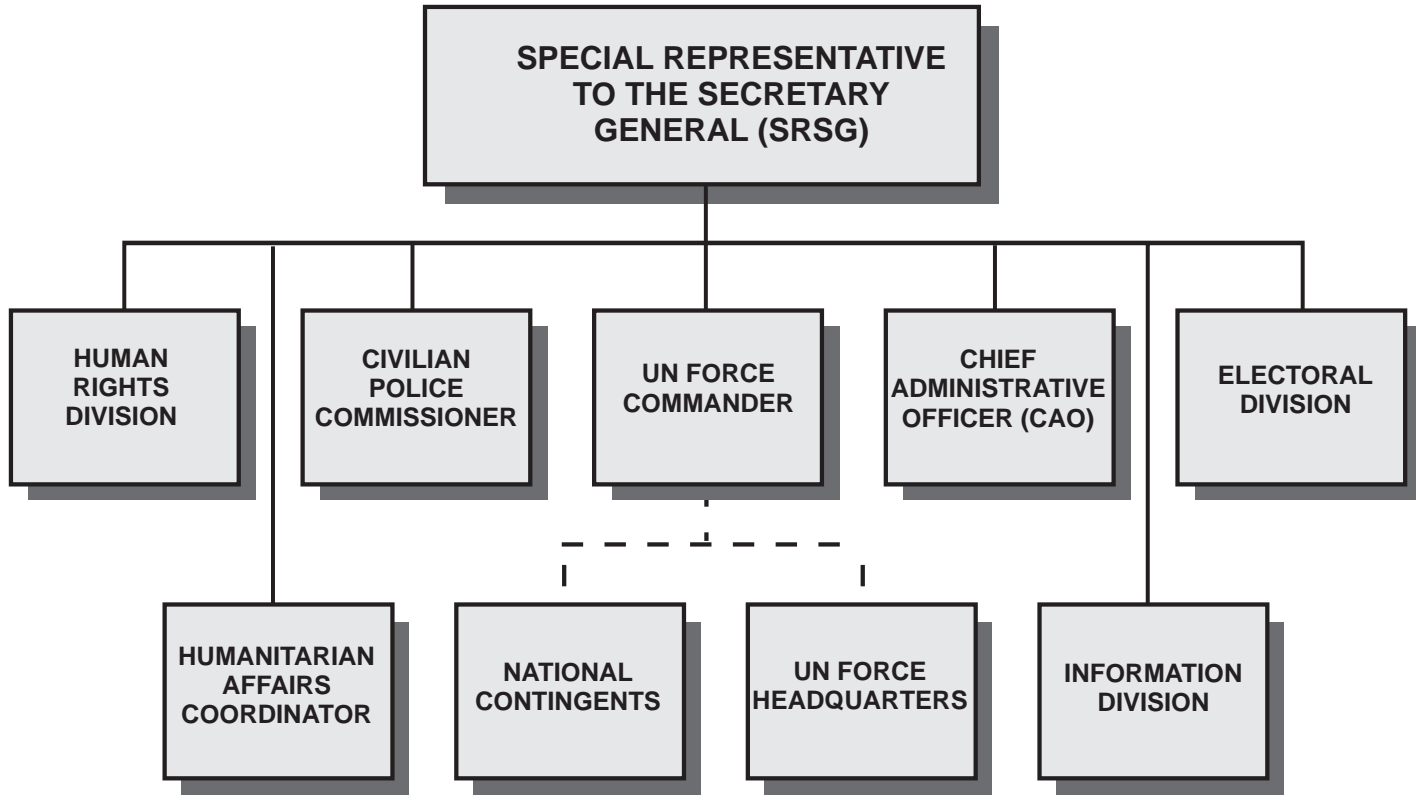 SPECIAL REPRESENTATIVE
TO THE SECRETARY
GENERAL (SRSG)
HUMAN
RIGHTS
DIVISION
CIVILIAN
POLICE
COMMISSIONER
UN FORCE
COMMANDER
CHIEF
ADMINISTRATIVE
OFFICER (CAO)
ELECTORAL
DIVISION
HUMANITARIAN
AFFAIRS
COORDINATOR
NATIONAL
CONTINGENTS
UN FORCE
HEADQUARTERS
INFORMATION
DIVISION